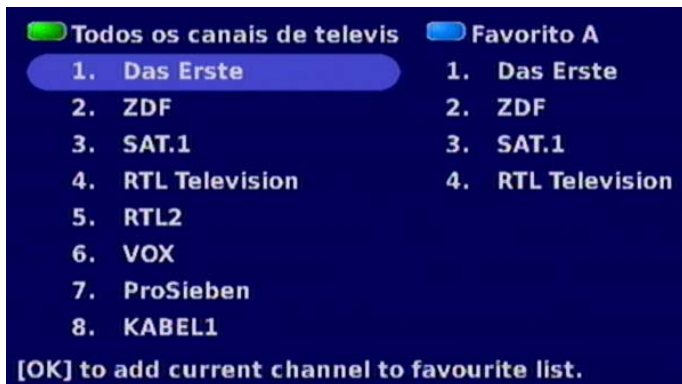 Todos os canais de televis
1. Das Erste
2. ZDF
3. SAT.1
4. RTL Television
5. RTL2
6. VOX
7. ProSieben
8. KABEL1
Favorito A
1. Das Erste
2. ZDF
3. SAT.1
4. RTL Television
[OK] to add current channel to favourite list.